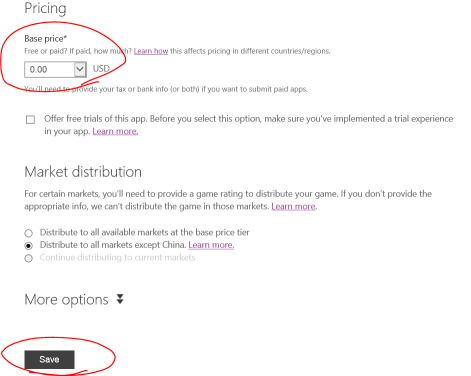 Pricing
Base price*
Free or paid? If paid, how much? Learn how this affects pricing in different countries/regions.
0.00 USD
You'll need to provide your tax or bank info (or both) if you want to submit paid apps.
Offer free trials of this app. Before you select this option, make sure you've implemented a trial experience
in your app. Learn more.
Market distribution
For certain markets, you'll need to provide a game rating to distribute your game. If you don't provide the
appropriate info, we can't distribute the game in those markets. Learn more.
Distribute to all available markets at the base price tier
Distribute to all markets except China. Learn more.
Continue distributing to current markets
More options
Save